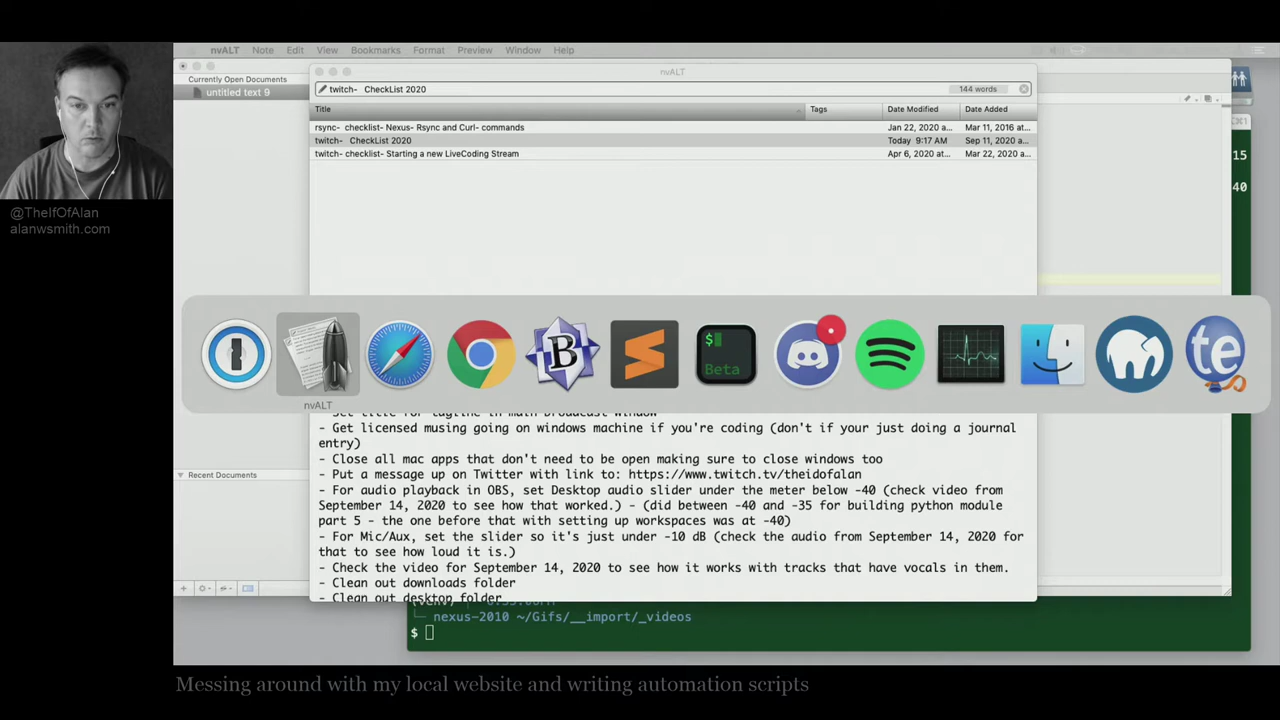 nvALT Note Edit View Bookmarks Format Preview Window Help
Currently Open Documents
untitled text 9
nvALT
twitch- CheckList 2020
144 words
Title Tags Date Modified Date Added
rsync- checklist- Nexus- Rsync and Curl- commands Jan 22, 2020 a... Mar 11, 2016 at...
twitch- CheckList 2020 Today 9:17 AM Sep 11, 2020 a...
twitch- checklist- Starting a new LiveCoding Stream Apr 6, 2020 at... Mar 22, 2020 a...
⌘1
15
40
@TheIfOfAlan
alanwsmith.com
$
Beta
te
nvALT
- Get licensed musing going on windows machine if you're coding (don't if your just doing a journal
entry)
- Close all mac apps that don't need to be open making sure to close windows too
- Put a message up on Twitter with link to: https://www.twitch.tv/theidofalan
- For audio playback in OBS, set Desktop audio slider under the meter below -40 (check video from
September 14, 2020 to see how that worked.) - (did between -40 and -35 for building python module
part 5 - the one before that with setting up workspaces was at -40)
- For Mic/Aux, set the slider so it's just under -10 dB (check the audio from September 14, 2020 for
that to see how loud it is.)
- Check the video for September 14, 2020 to see how it works with tracks that have vocals in them.
- Clean out downloads folder
- Clean out desktop folder
Recent Documents
nexus-2010 ~/Gifs/__import/_videos
$
Messing around with my local website and writing automation scripts